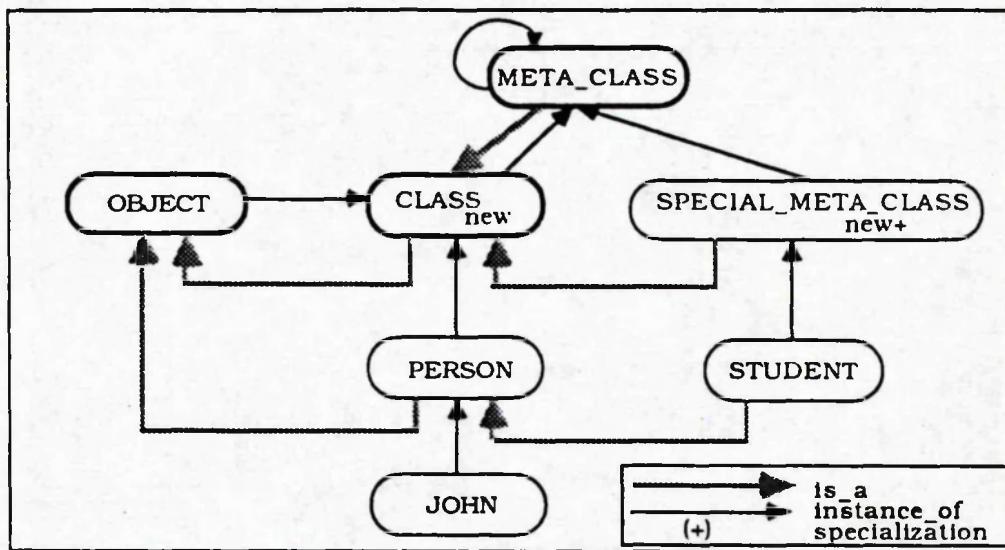 META_CLASS
OBJECT
CLASS
new
SPECIAL_META_CLASS
new+
PERSON
STUDENT
JOHN
is_a
instance_of
(+) specialization